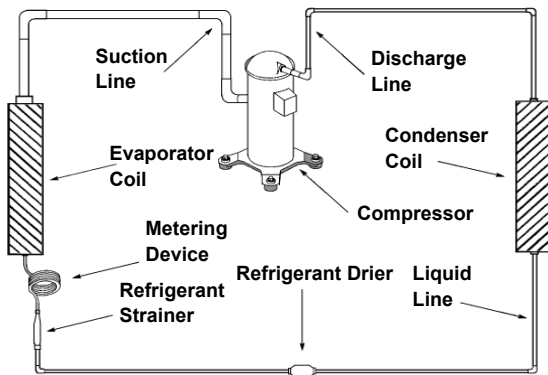 Suction
Line
Discharge
Line
Evaporator
Coil
Condenser
Coil
Compressor
Metering
Device
Refrigerant
Strainer
Refrigerant Drier
Liquid
Line